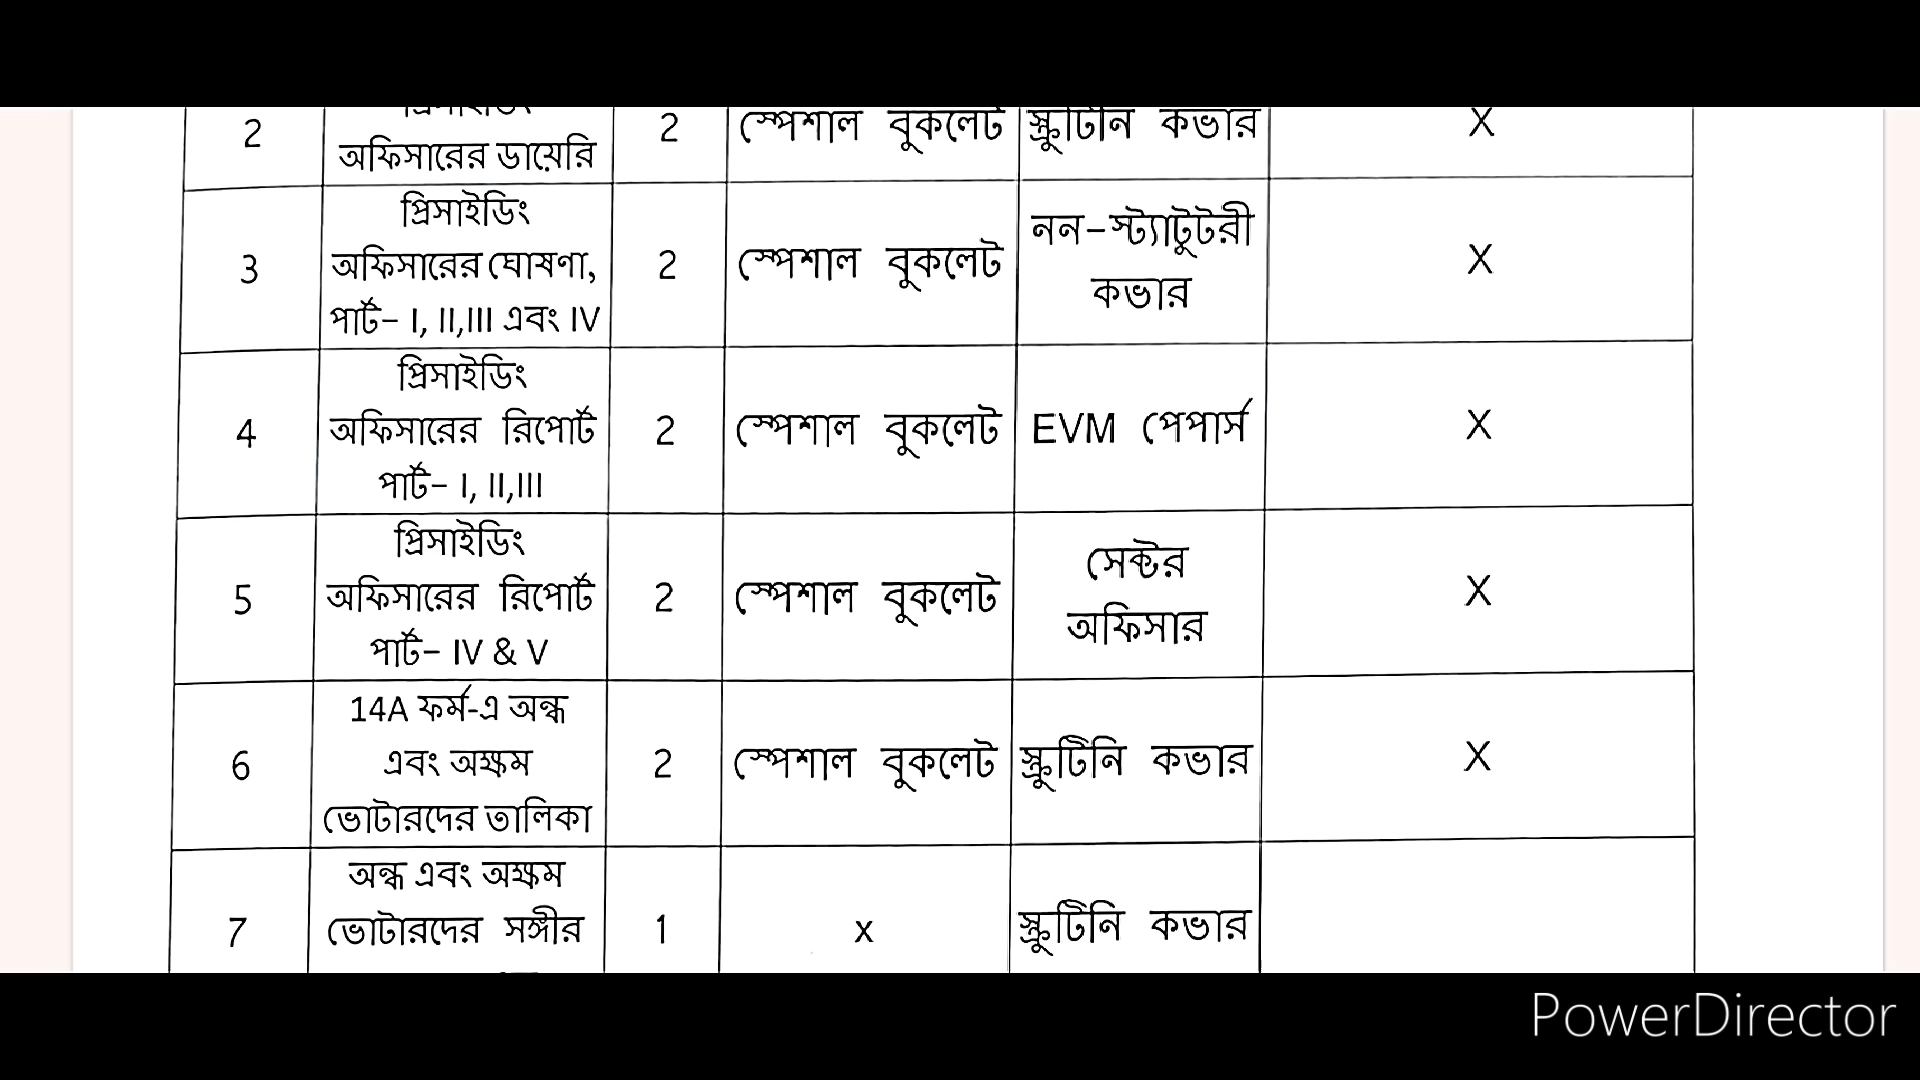 2
অফিসারের ডায়েরি
2
স্পেশাল বুকলেট
স্ক্রুটিনি কভার
X
3
প্রিসাইডিং
অফিসারের ঘোষণা,
পার্ট– I, II,III এবং IV
2
স্পেশাল বুকলেট
নন–স্ট্যাটুটরী
কভার
X
4
প্রিসাইডিং
অফিসারের রিপোর্ট
পার্ট– I, II,III
2
স্পেশাল বুকলেট
EVM পেপার্স
X
5
প্রিসাইডিং
অফিসারের রিপোর্ট
পার্ট– IV & V
2
স্পেশাল বুকলেট
সেক্টর
অফিসার
X
6
14A ফর্ম-এ অন্ধ
এবং অক্ষম
ভোটারদের তালিকা
2
স্পেশাল বুকলেট
স্ক্রুটিনি কভার
X
7
অন্ধ এবং অক্ষম
ভোটারদের সঙ্গীর
1
x
স্ক্রুটিনি কভার
PowerDirector